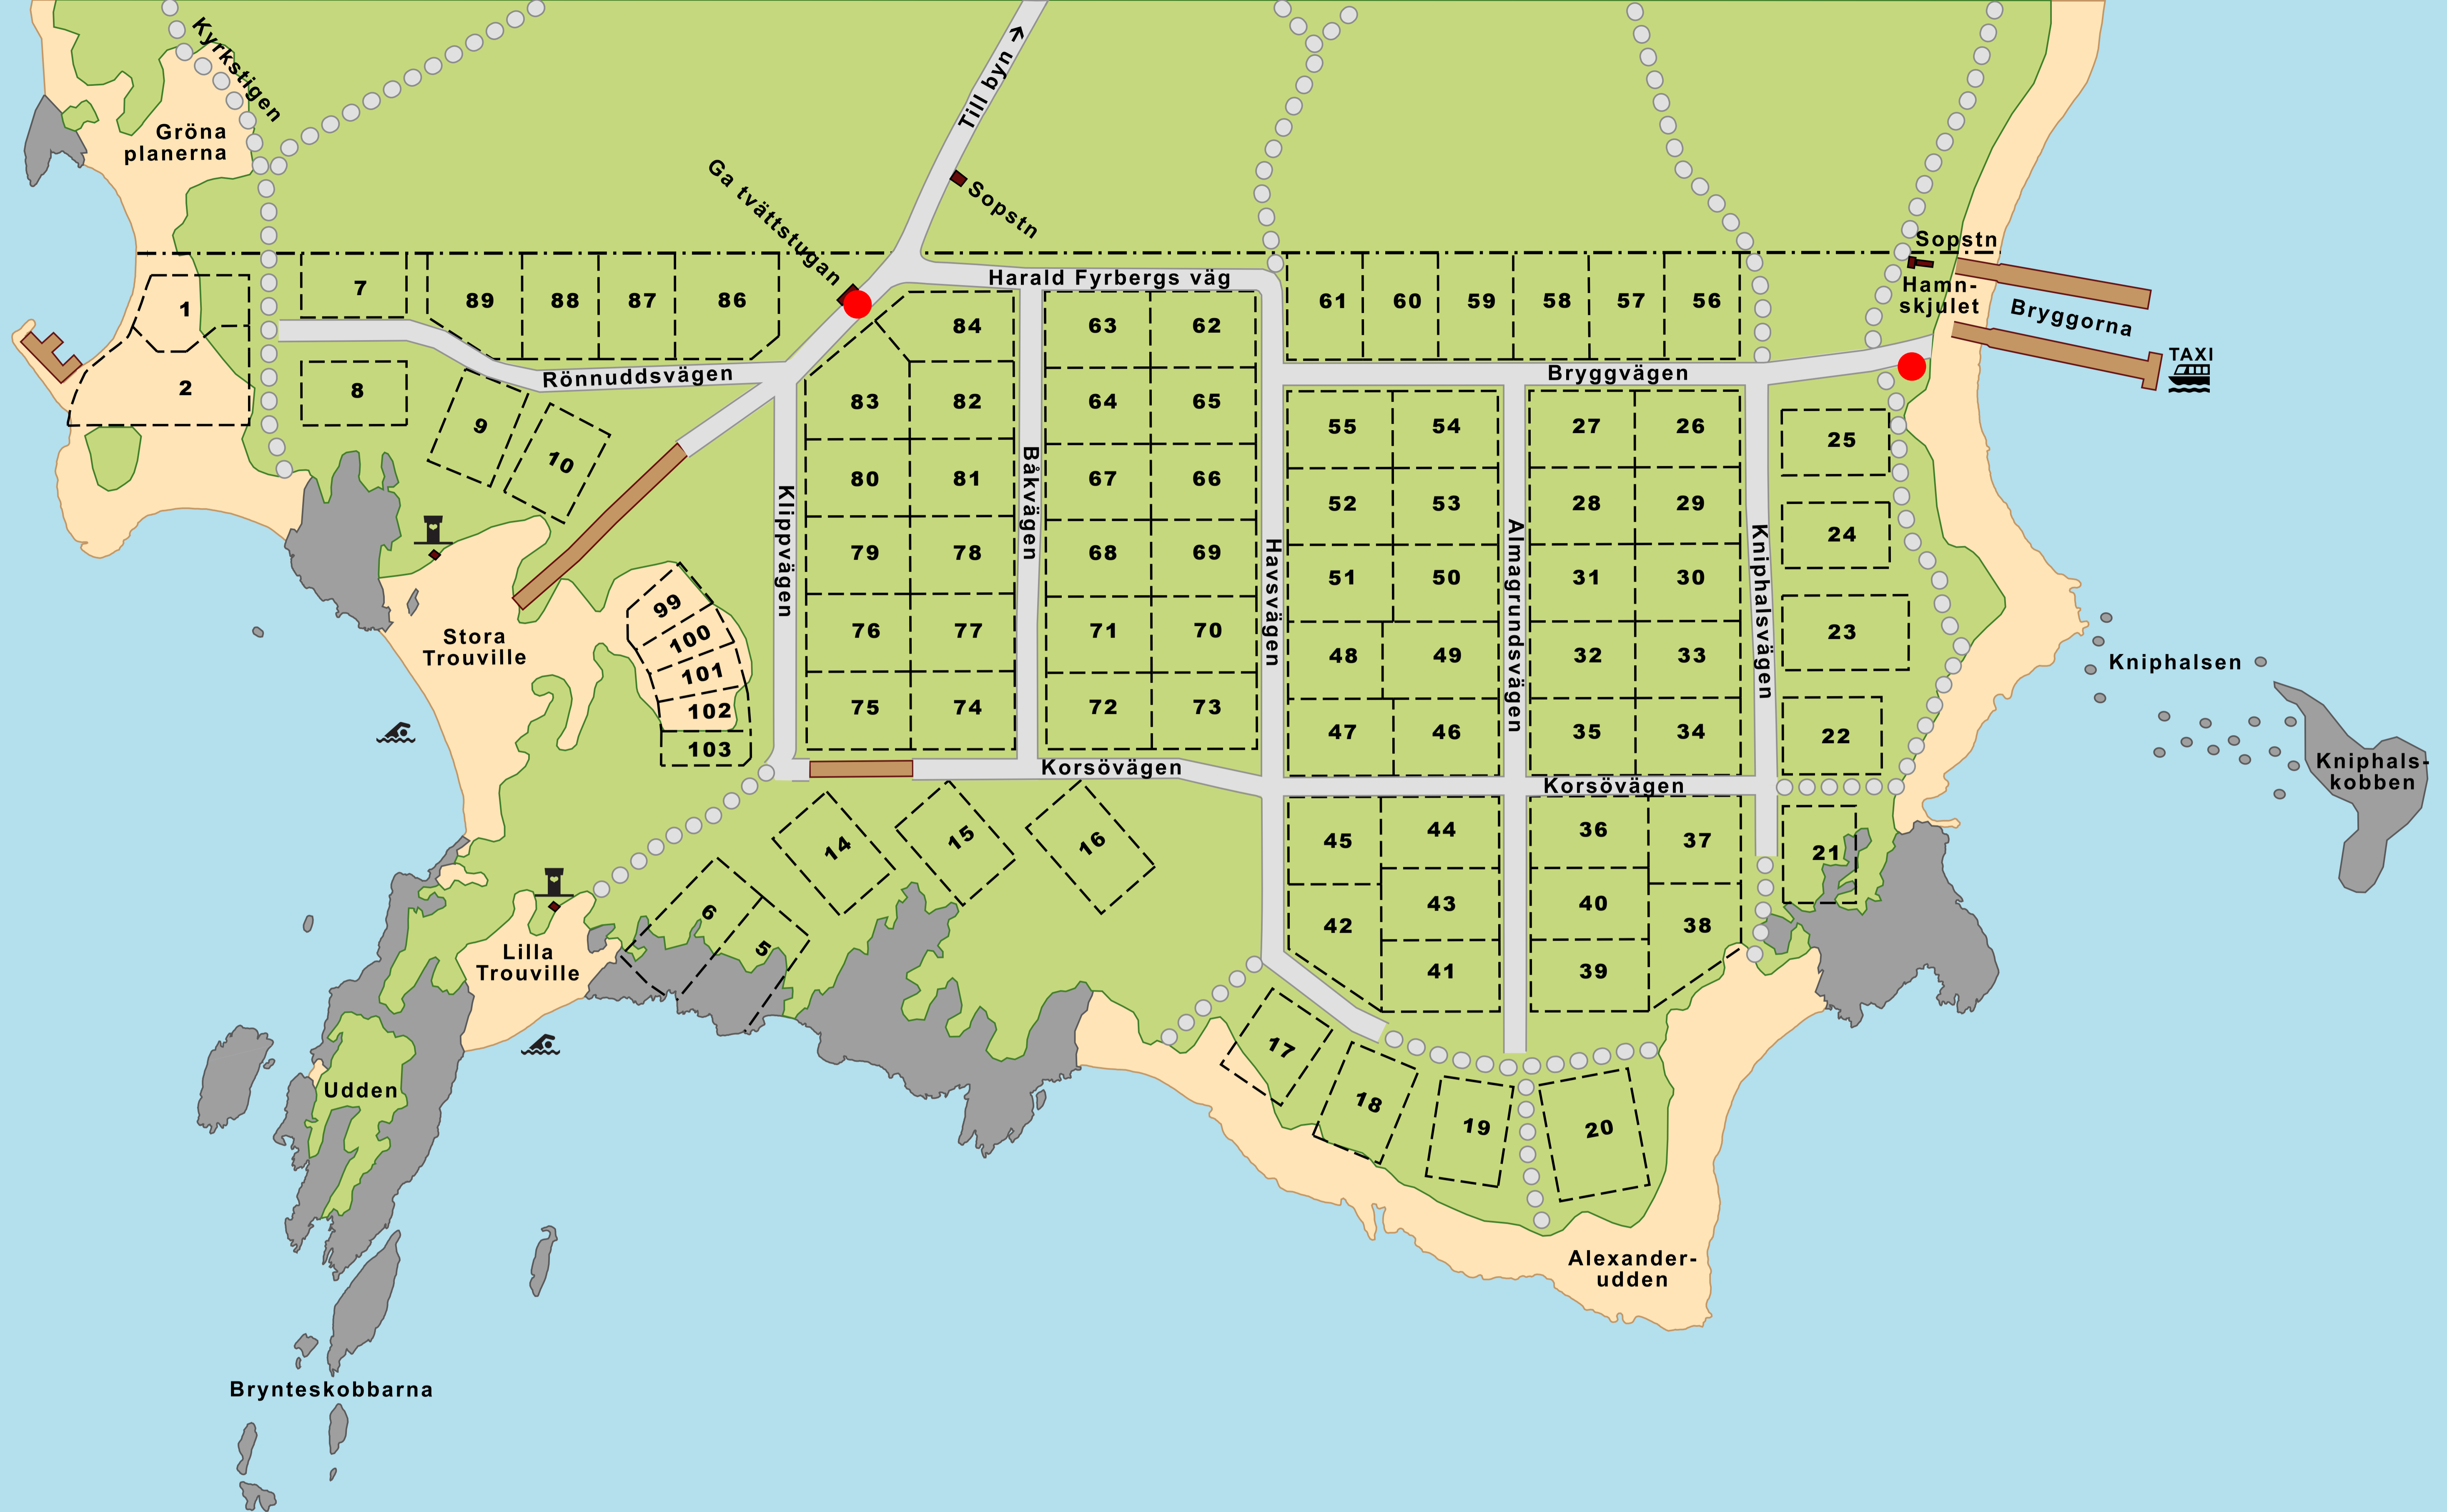 Kyrkstigen
Till byn →
Gröna
planerna
Ga tvättstugan
Sopstn
Sopstn
Hamn-
skjulet
Bryggorna
TAXI
Harald Fyrbergs väg
1
2
7
89
88
87
86
8
9
10
Rönnuddsvägen
84
83
82
80
81
79
78
76
77
75
74
63
62
64
65
67
66
68
69
71
70
72
73
61
60
59
58
57
56
Bryggvägen
55
54
52
53
51
50
48
49
47
46
27
26
28
29
31
30
32
33
35
34
25
24
23
22
21
Klippvägen
Båkvägen
Havsvägen
Almagrundsvägen
Kniphalsvägen
Korsövägen
Korsövägen
99
100
101
102
103
Stora
Trouville
Kniphalsen
Kniphals-
kobben
14
15
16
6
5
45
44
43
42
41
36
37
40
38
39
Lilla
Trouville
17
18
19
20
Udden
Alexander-
udden
Brynteskobbarna